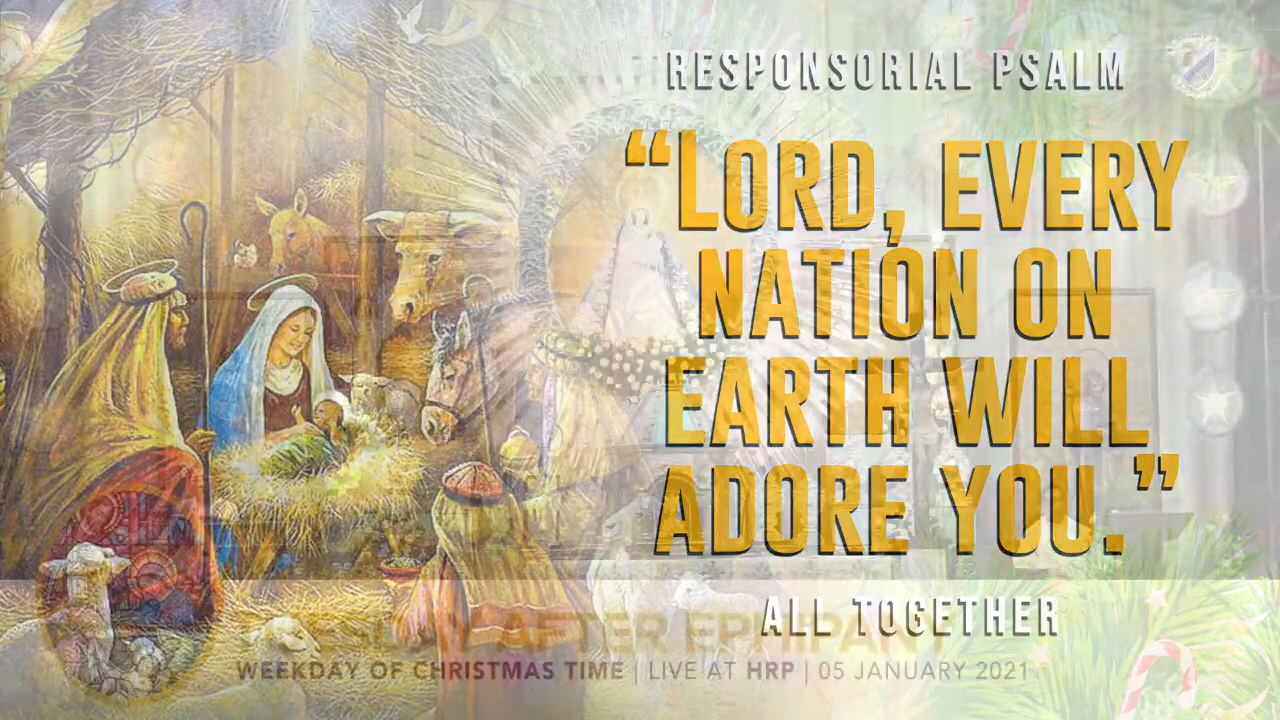 RESPONSORIAL PSALM
“LORD, EVERY
NATION ON
EARTH WILL
ADORE YOU.”
ALL TOGETHER
AFTER EPIPHANY
WEEKDAY OF CHRISTMAS TIME | LIVE AT HRP | 05 JANUARY 2021